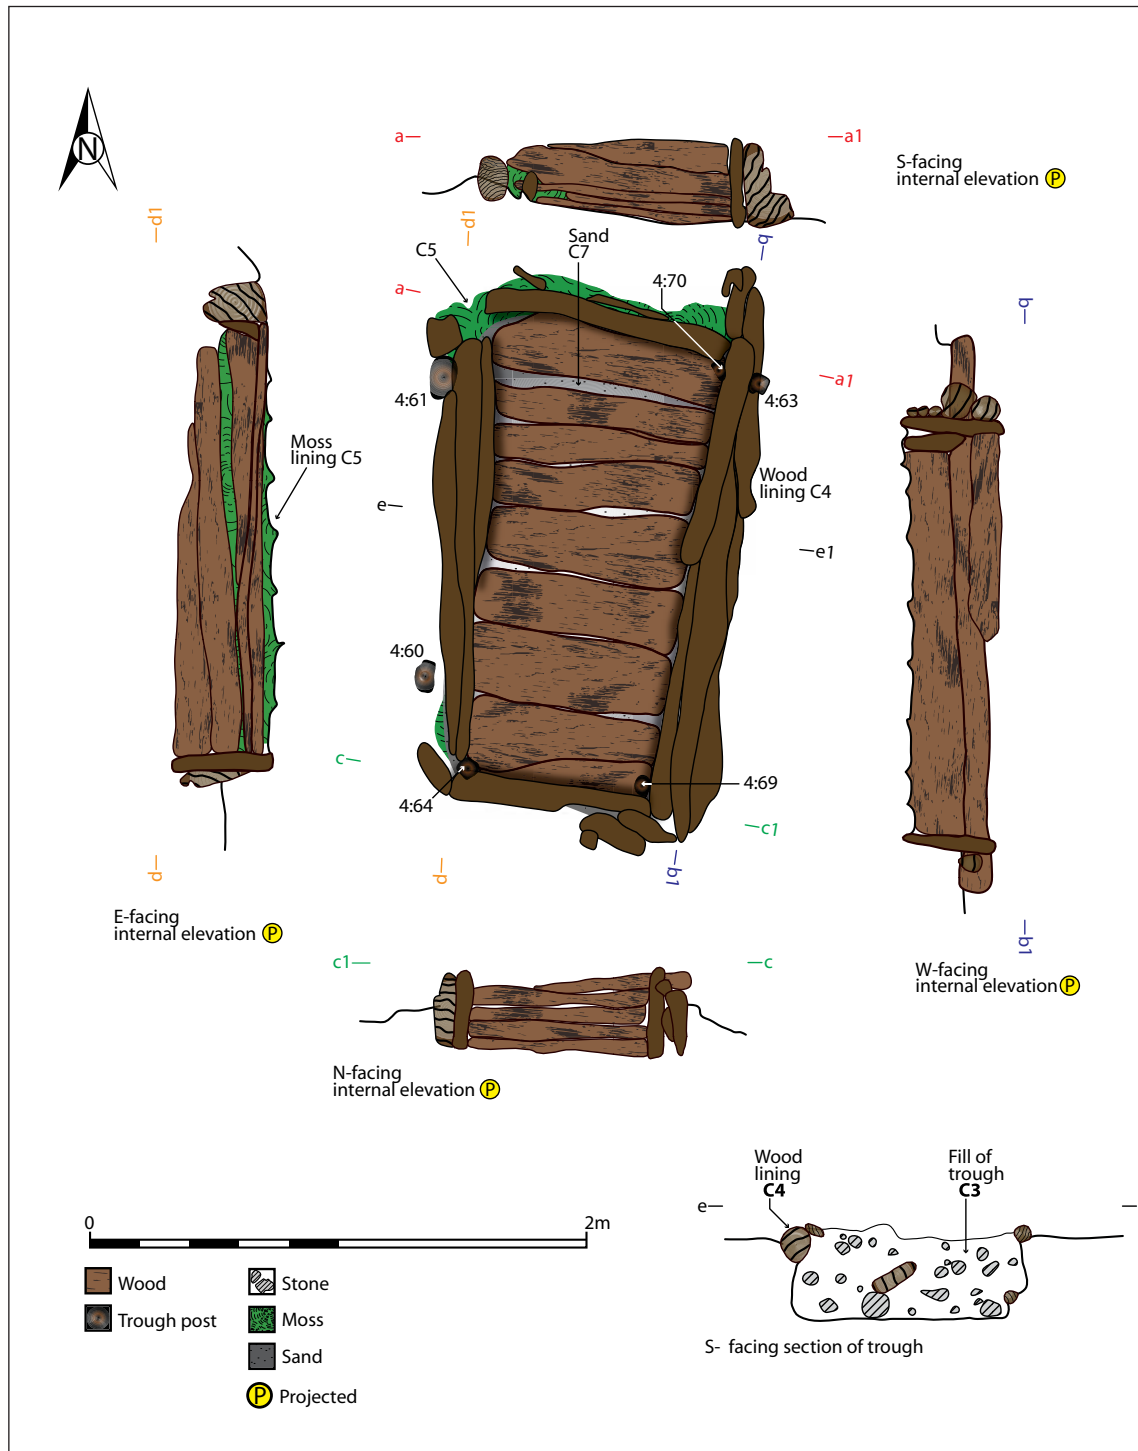 N
a
a1
S-facing
internal elevation P
d1
d1
b
Sand
C7
C5
4:70
a
b
a1
4:61
4:63
Moss
lining C5
Wood
lining C4
e
e1
4:60
c
4:64
4:69
c1
d
d
b1
E-facing
internal elevation P
b1
W-facing
internal elevation P
c1
c
N-facing
internal elevation P
Wood
lining
C4
Fill of
trough
C3
e
0
2m
Wood
Stone
Trough post
Moss
Sand
P Projected
S- facing section of trough